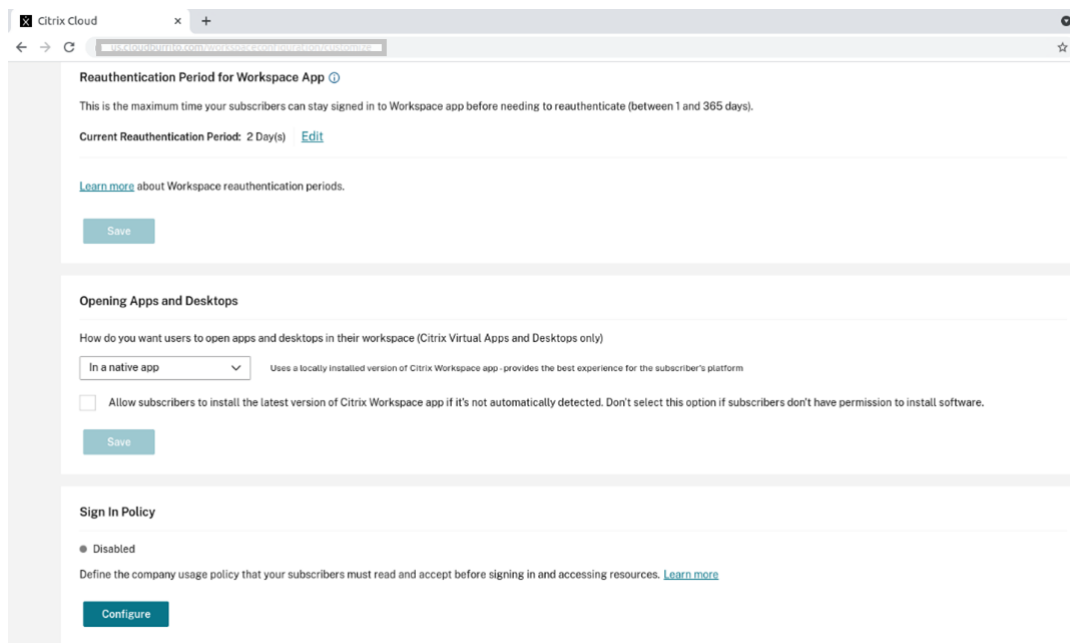 Citrix Cloud
us.cloudburrito.com/workspaceconfiguration/customize
Reauthentication Period for Workspace App
This is the maximum time your subscribers can stay signed in to Workspace app before needing to reauthenticate (between 1 and 365 days).
Current Reauthentication Period: 2 Day(s) Edit
Learn more about Workspace reauthentication periods.
Save
Opening Apps and Desktops
How do you want users to open apps and desktops in their workspace (Citrix Virtual Apps and Desktops only)
In a native app Uses a locally installed version of Citrix Workspace app - provides the best experience for the subscriber's platform
Allow subscribers to install the latest version of Citrix Workspace app if it's not automatically detected. Don't select this option if subscribers don't have permission to install software.
Save
Sign In Policy
Disabled
Define the company usage policy that your subscribers must read and accept before signing in and accessing resources. Learn more
Configure